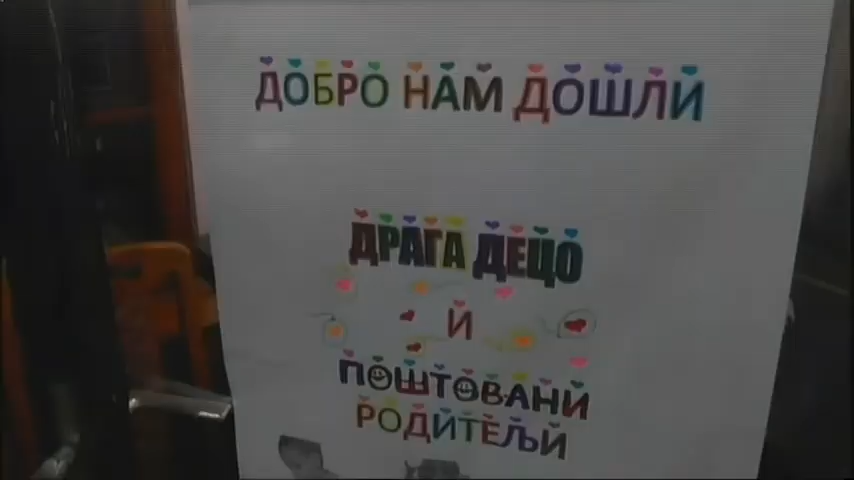 ДОБРО НАМ ДОШЛИ
ДРАГА ДЕЦО
И
ПОШТОВАНИ
РОДИТЕЉИ